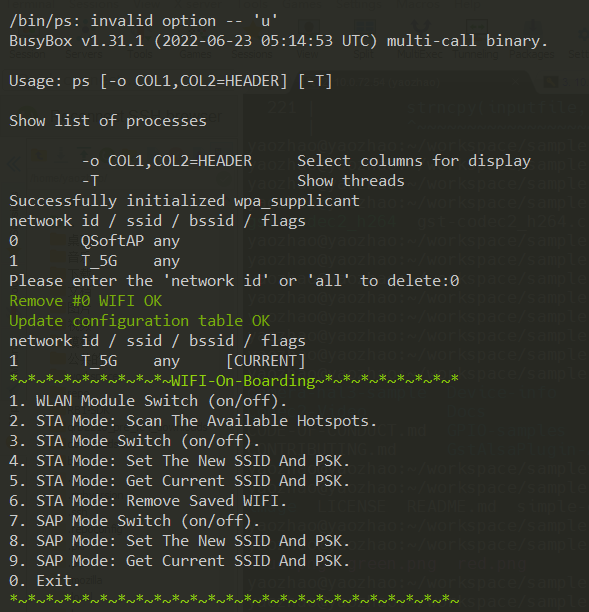 /bin/ps: invalid option -- 'u'
BusyBox v1.31.1 (2022-06-23 05:14:53 UTC) multi-call binary.
Usage: ps [-o COL1,COL2=HEADER] [-T]
Show list of processes
-o COL1,COL2=HEADER     Select columns for display
-T                      Show threads
Successfully initialized wpa_supplicant
network id / ssid / bssid / flags
0       QSoftAP any
1       T_5G    any
Please enter the 'network id' or 'all' to delete:0
Remove #0 WIFI OK
Update configuration table OK
network id / ssid / bssid / flags
1       T_5G    any     [CURRENT]
*~*~*~*~*~*~*~*~*~WIFI-On-Boarding~*~*~*~*~*~*~*~*
1. WLAN Module Switch (on/off).
2. STA Mode: Scan The Available Hotspots.
3. STA Mode Switch (on/off).
4. STA Mode: Set The New SSID And PSK.
5. STA Mode: Get Current SSID And PSK.
6. STA Mode: Remove Saved WIFI.
7. SAP Mode Switch (on/off).
8. SAP Mode: Set The New SSID And PSK.
9. SAP Mode: Get Current SSID And PSK.
0. Exit.
*~*~*~*~*~*~*~*~*~*~*~*~*~*~*~*~*~*~*~*~*~*~*~*~*~